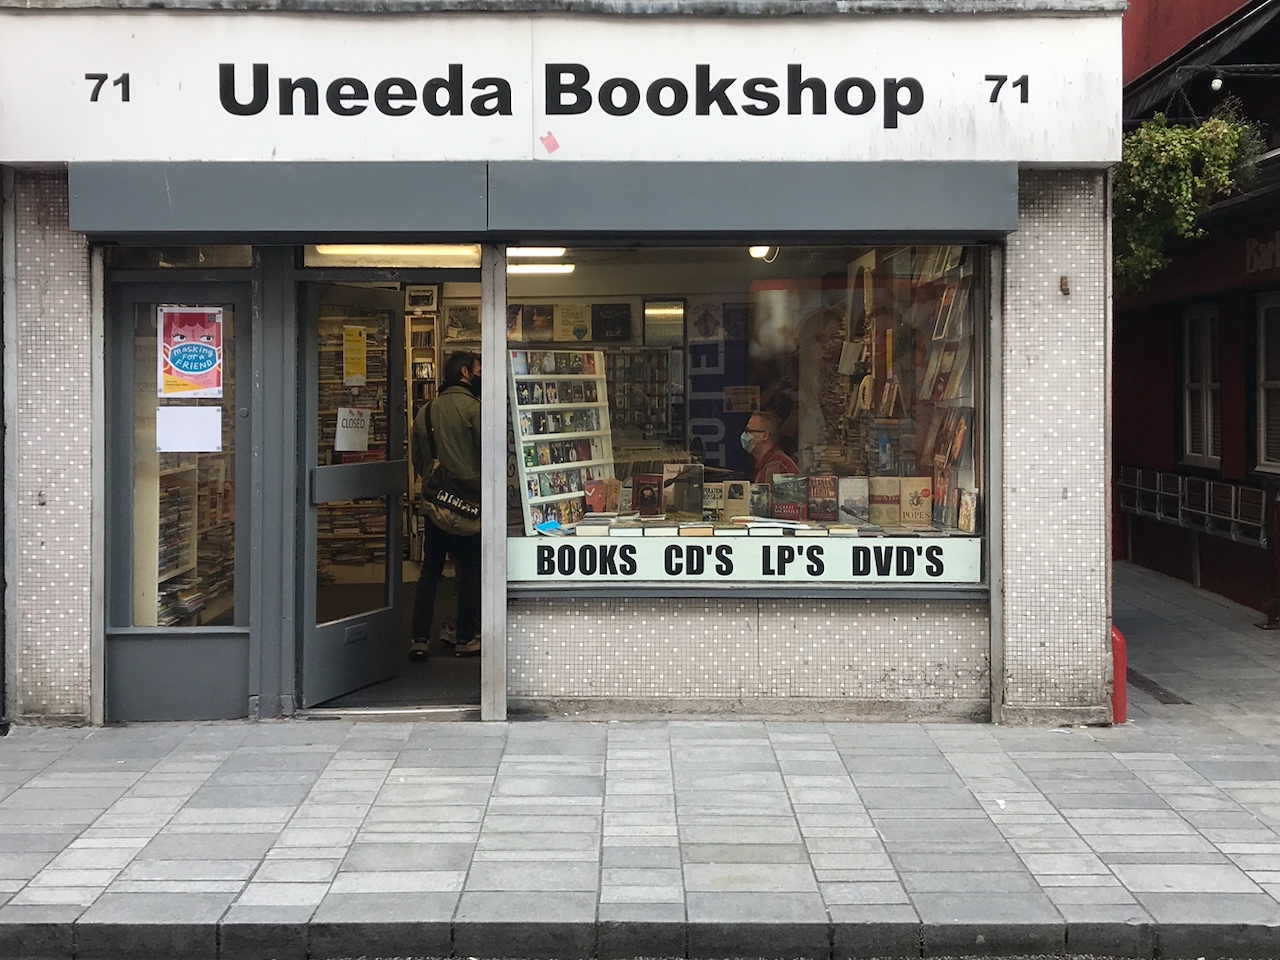 71 Uneeda Bookshop 71
masking
FOR a
FRIEND
CLOSED
BOOKS CD'S LP'S DVD'S
POPES